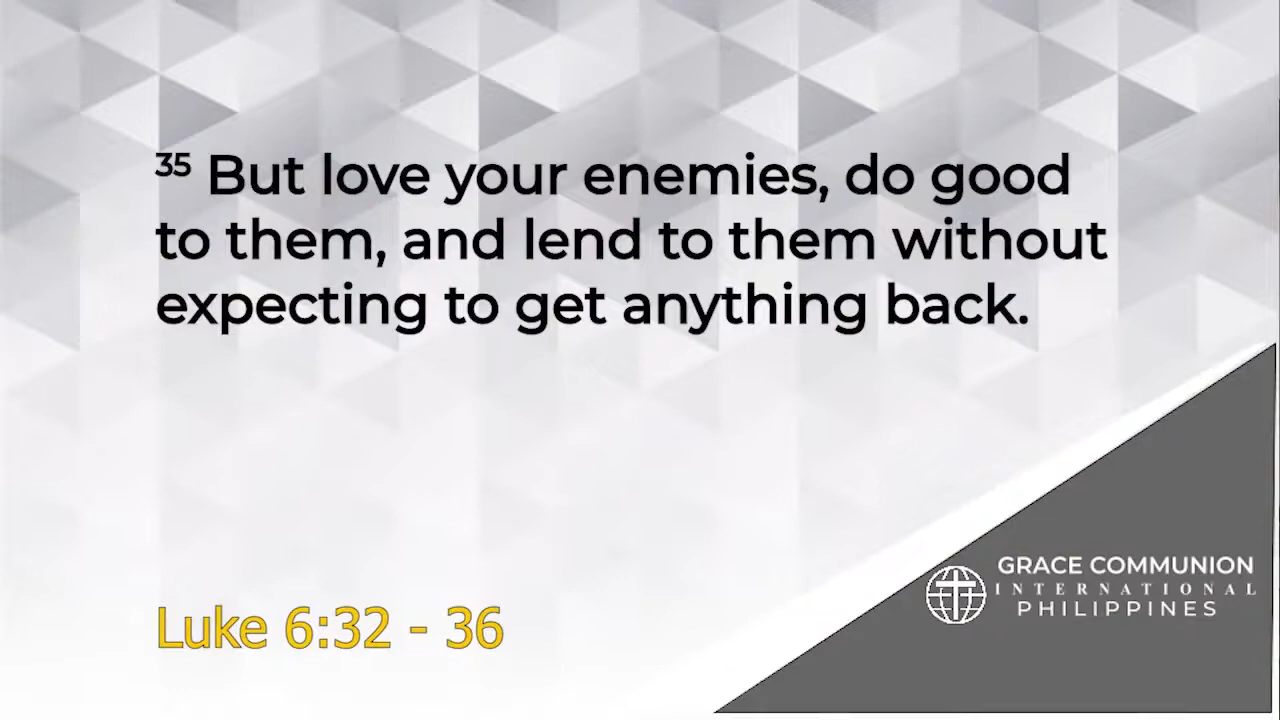 35 But love your enemies, do good
to them, and lend to them without
expecting to get anything back.
Luke 6:32 - 36
GRACE COMMUNION
INTERNATIONAL
PHILIPPINES